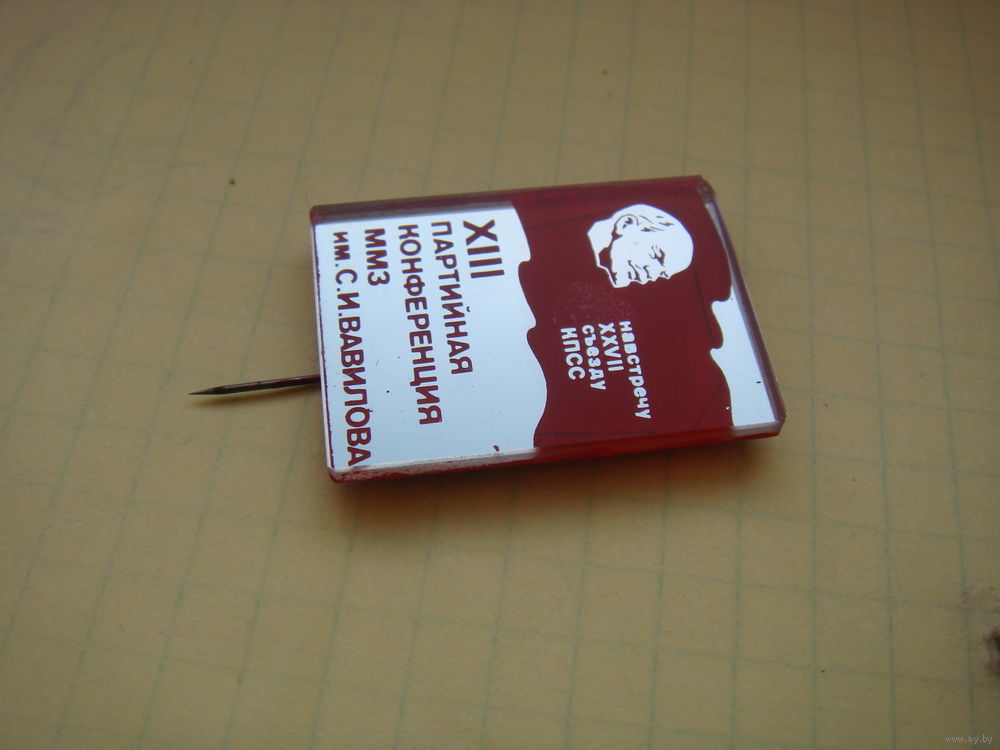 навстречу
XXVII
съезду
КПСС
XIII
ПАРТИЙНАЯ
КОНФЕРЕНЦИЯ
ММЗ
им. С. И. ВАВИЛОВА
www.ay.by